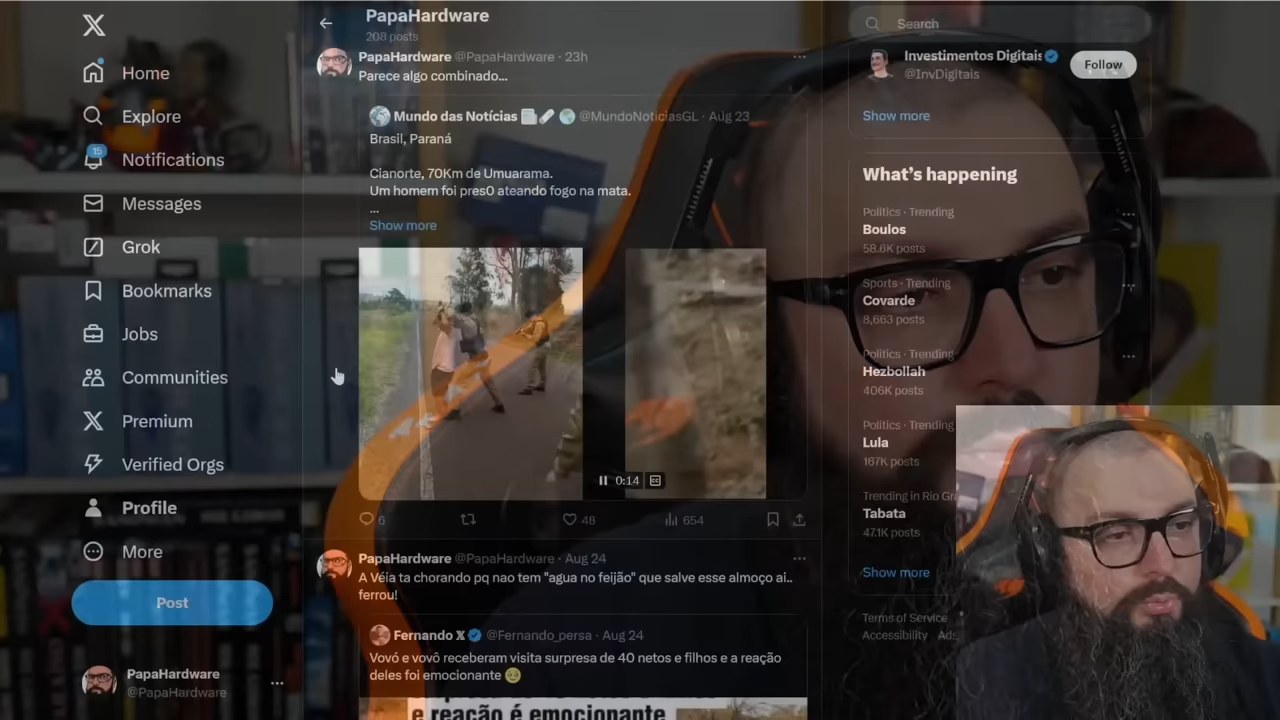 Home
Explore
15
Notifications
Messages
Grok
Bookmarks
Jobs
Communities
Premium
Verified Orgs
Profile
More
Post
PapaHardware
@PapaHardware
PapaHardware
208 posts
PapaHardware @PapaHardware · 23h
Parece algo combinado...
Mundo das Notícias @MundoNoticiasGL · Aug 23
Brasil, Paraná
Cianorte, 70Km de Umuarama.
Um homem foi presO ateando fogo na mata.
...
Show more
0:14
6
48
654
PapaHardware @PapaHardware · Aug 24
A Véia ta chorando pq nao tem "agua no feijão" que salve esse almoço ai..
ferrou!
Fernando X @Fernando_persa · Aug 24
Vovó e vovô receberam visita surpresa de 40 netos e filhos e a reação
deles foi emocionante
e reação é emocionante
Search
Investimentos Digitais
@InvDigitais
Follow
Show more
What's happening
Politics · Trending
Boulos
58.6K posts
Sports · Trending
Covarde
8,663 posts
Politics · Trending
Hezbollah
406K posts
Politics · Trending
Lula
167K posts
Trending in Rio Gr
Tabata
47.1K posts
Show more
Terms of Service
Accessibility Ads